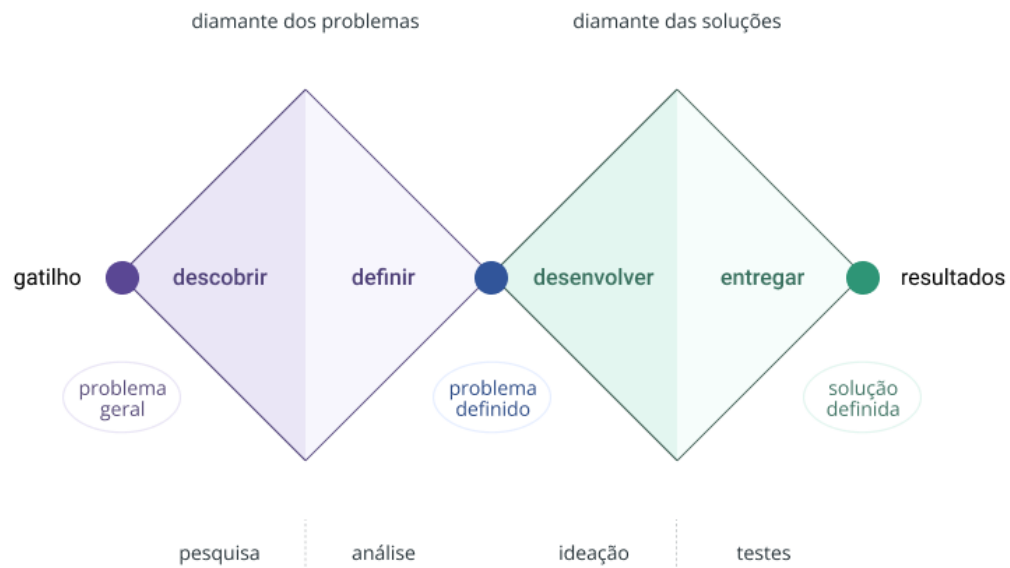 diamante dos problemas
diamante das soluções
gatilho
descobrir
definir
desenvolver
entregar
resultados
problema
geral
problema
definido
solução
definida
pesquisa
análise
ideação
testes